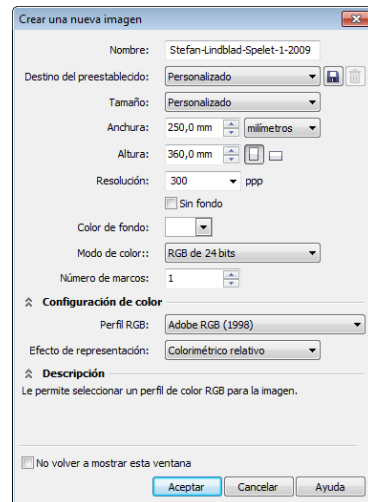 Crear una nueva imagen
Nombre: Stefan-Lindblad-Spelet-1-2009
Destino del preestablecido: Personalizado
Tamaño: Personalizado
Anchura: 250,0 mm milímetros
Altura: 360,0 mm
Resolución: 300 ppp
Sin fondo
Color de fondo:
Modo de color:: RGB de 24 bits
Número de marcos: 1
Configuración de color
Perfil RGB: Adobe RGB (1998)
Efecto de representación: Colorimétrico relativo
Descripción
Le permite seleccionar un perfil de color RGB para la imagen.
No volver a mostrar esta ventana
Aceptar Cancelar Ayuda